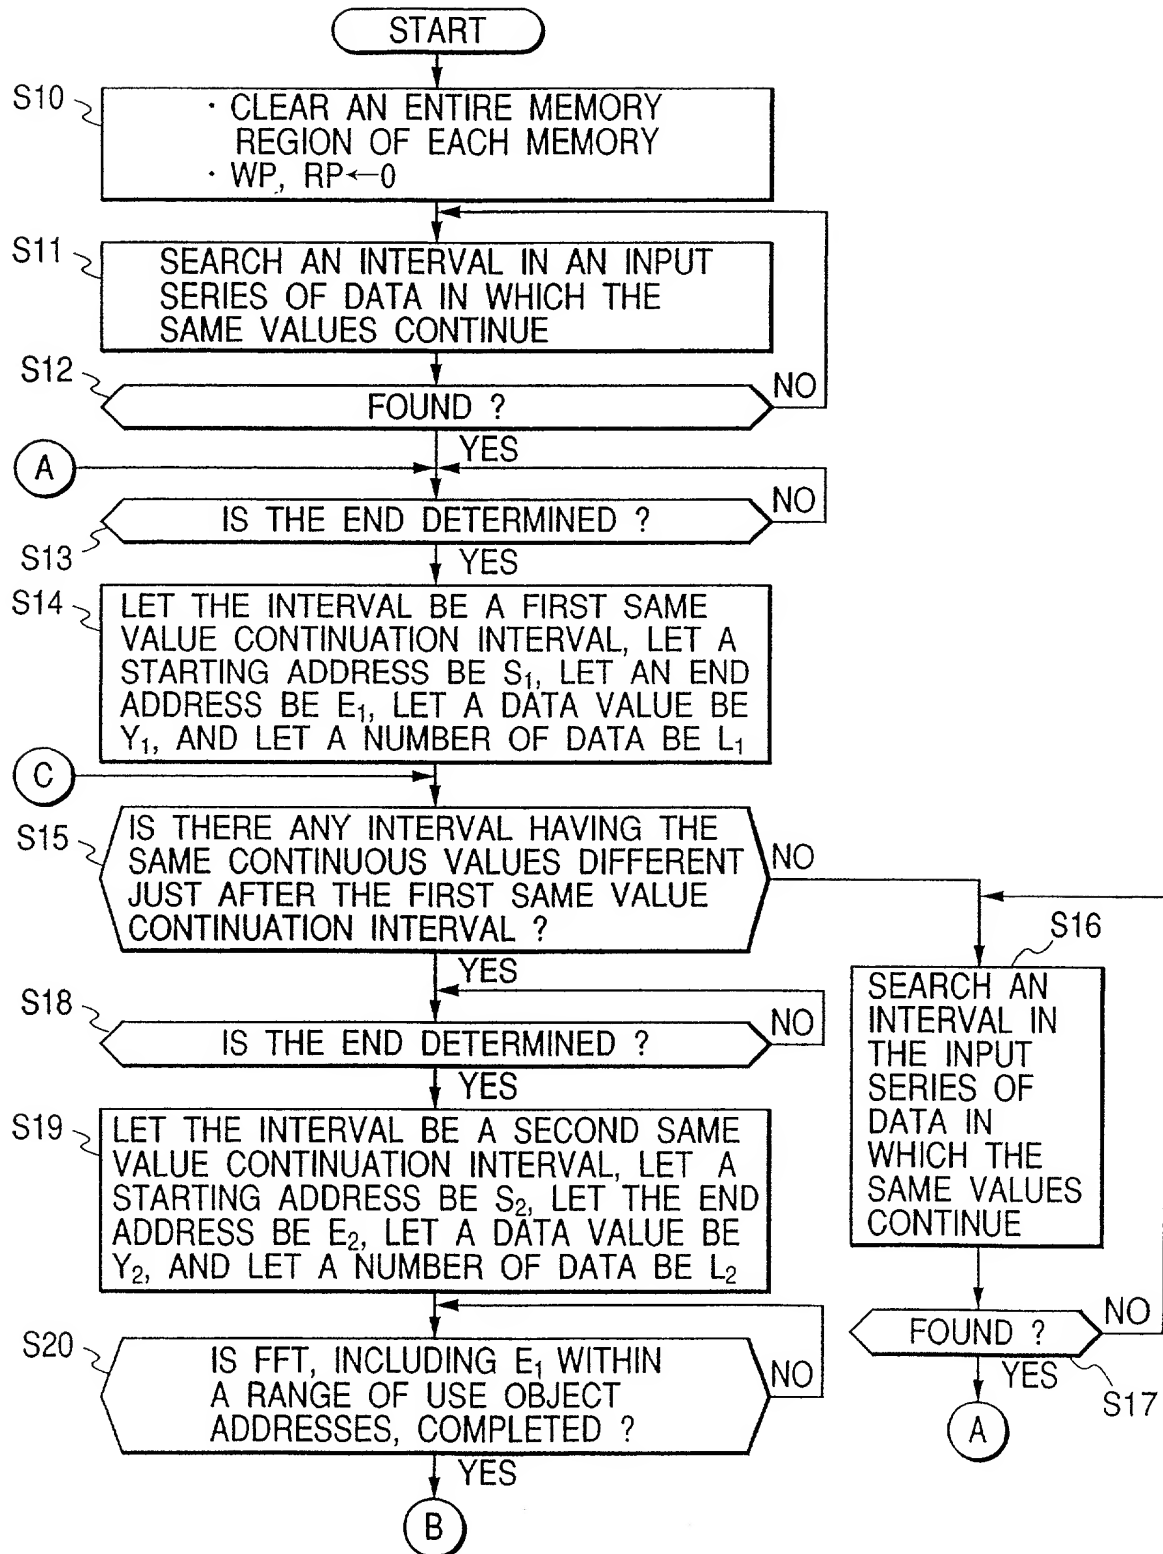 START
S10
· CLEAR AN ENTIRE MEMORY
REGION OF EACH MEMORY
· WP, RP←0
S11
SEARCH AN INTERVAL IN AN INPUT
SERIES OF DATA IN WHICH THE
SAME VALUES CONTINUE
S12
FOUND ?
NO
YES
A
NO
IS THE END DETERMINED ?
S13
YES
S14
LET THE INTERVAL BE A FIRST SAME
VALUE CONTINUATION INTERVAL, LET A
STARTING ADDRESS BE S₁, LET AN END
ADDRESS BE E₁, LET A DATA VALUE BE
Y₁, AND LET A NUMBER OF DATA BE L₁
C
S15
IS THERE ANY INTERVAL HAVING THE
SAME CONTINUOUS VALUES DIFFERENT
JUST AFTER THE FIRST SAME VALUE
CONTINUATION INTERVAL ?
NO
YES
S16
SEARCH AN
INTERVAL IN
THE INPUT
SERIES OF
DATA IN
WHICH THE
SAME VALUES
CONTINUE
S18
IS THE END DETERMINED ?
NO
YES
S19
LET THE INTERVAL BE A SECOND SAME
VALUE CONTINUATION INTERVAL, LET A
STARTING ADDRESS BE S₂, LET THE END
ADDRESS BE E₂, LET A DATA VALUE BE
Y₂, AND LET A NUMBER OF DATA BE L₂
FOUND ?
NO
YES
S17
A
S20
IS FFT, INCLUDING E₁ WITHIN
A RANGE OF USE OBJECT
ADDRESSES, COMPLETED ?
NO
YES
B